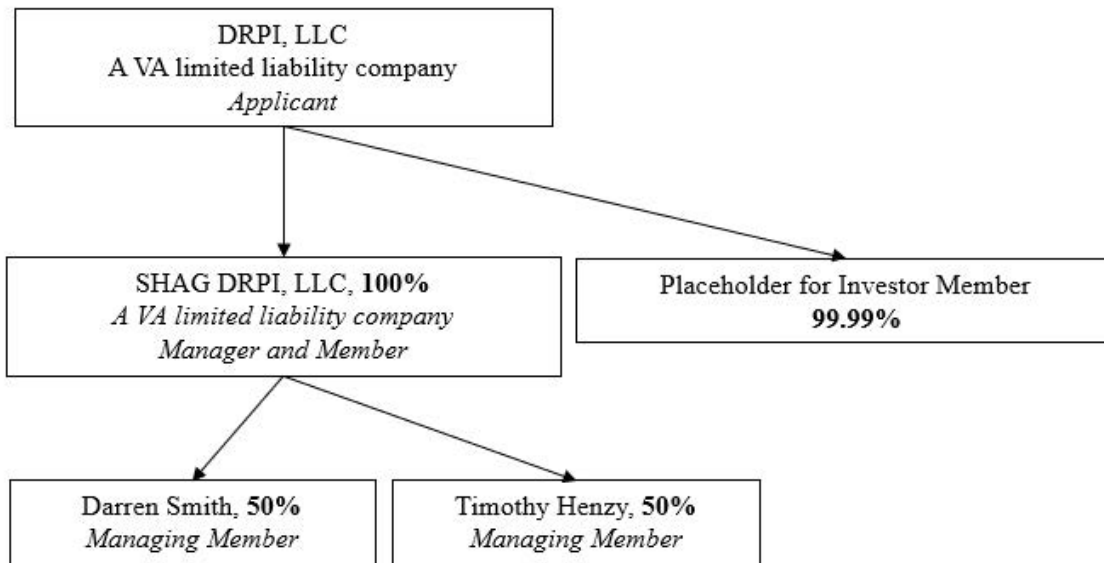 DRPI, LLC
A VA limited liability company
Applicant
SHAG DRPI, LLC, 100%
A VA limited liability company
Manager and Member
Placeholder for Investor Member
99.99%
Darren Smith, 50%
Managing Member
Timothy Henzy, 50%
Managing Member